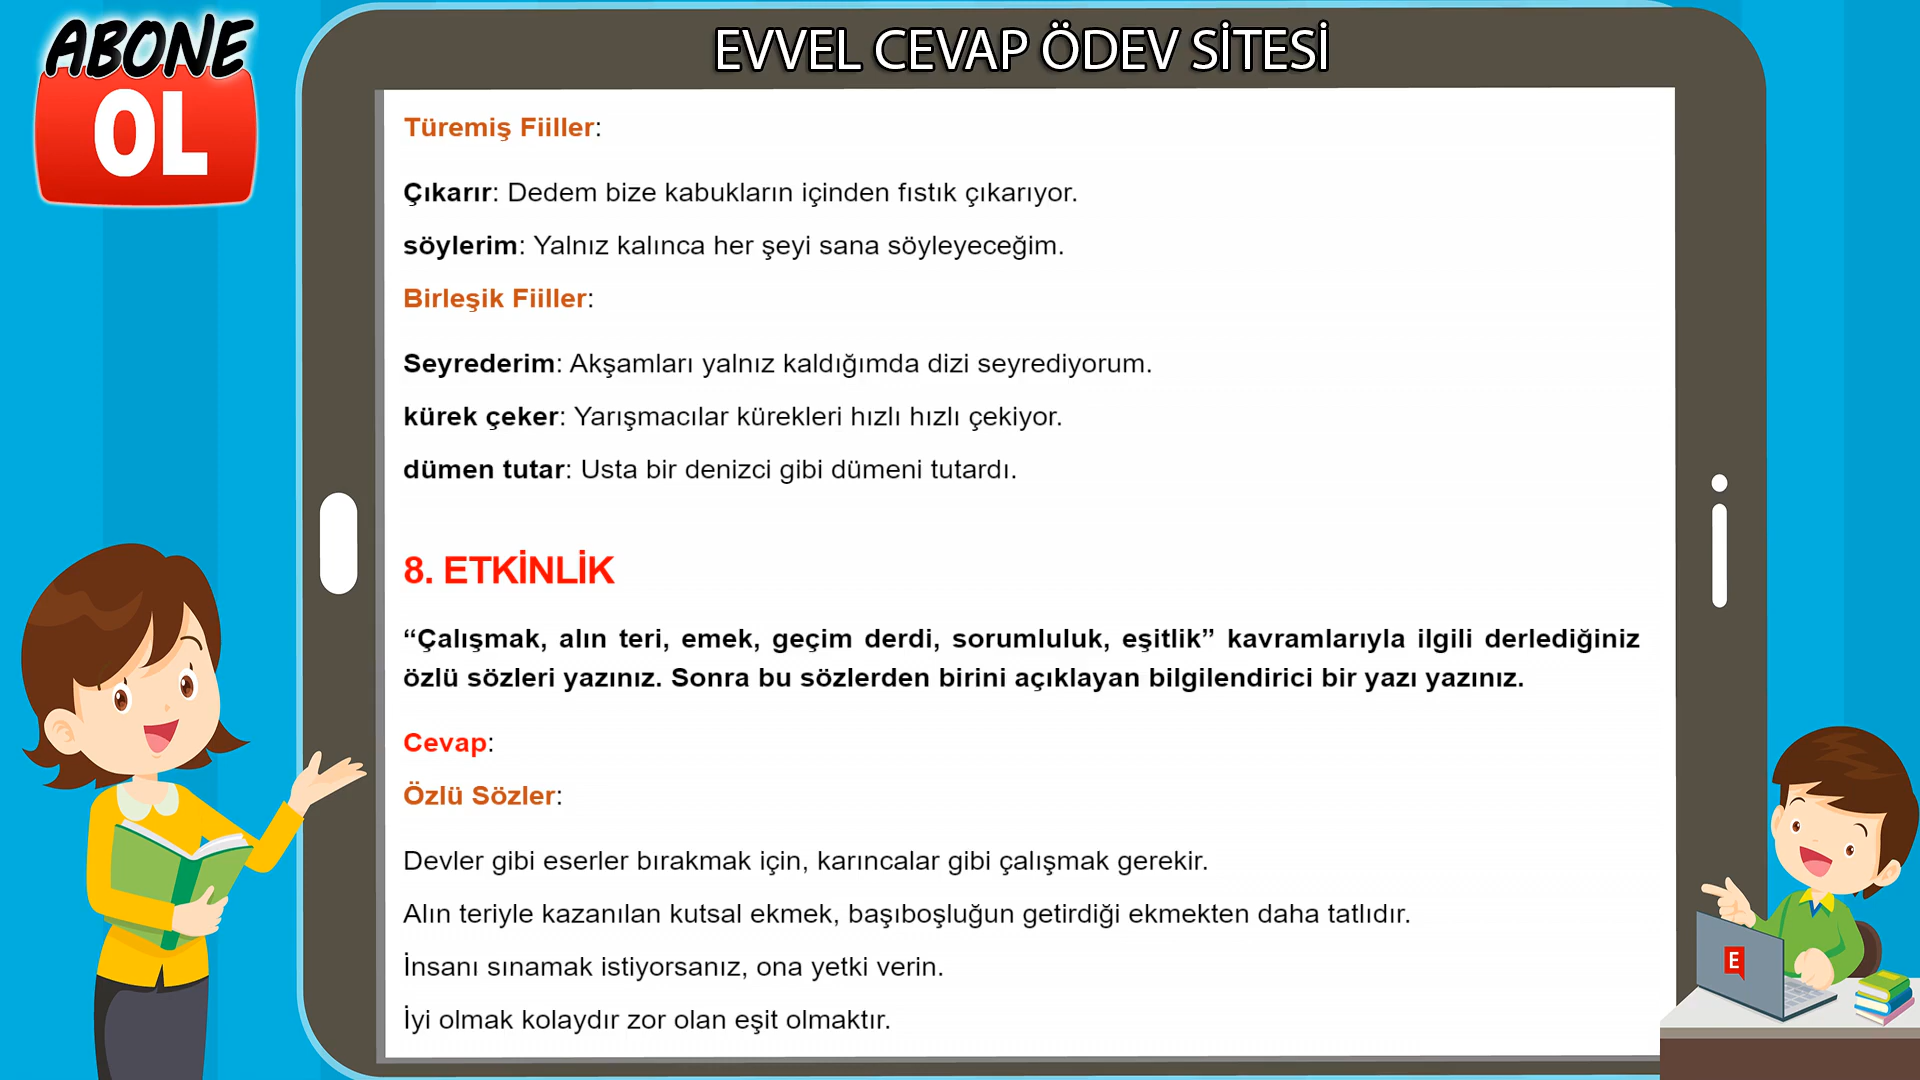 ABONE
OL
EVVEL CEVAP ÖDEV SİTESİ
Türemiş Fiiller:
Çıkarır: Dedem bize kabukların içinden fıstık çıkarıyor.
söylerim: Yalnız kalınca her şeyi sana söyleyeceğim.
Birleşik Fiiller:
Seyrederim: Akşamları yalnız kaldığımda dizi seyrediyorum.
kürek çeker: Yarışmacılar kürekleri hızlı hızlı çekiyor.
dümen tutar: Usta bir denizci gibi dümeni tutardı.
8. ETKİNLİK
“Çalışmak, alın teri, emek, geçim derdi, sorumluluk, eşitlik” kavramlarıyla ilgili derlediğiniz
özlü sözleri yazınız. Sonra bu sözlerden birini açıklayan bilgilendirici bir yazı yazınız.
Cevap:
Özlü Sözler:
Devler gibi eserler bırakmak için, karıncalar gibi çalışmak gerekir.
Alın teriyle kazanılan kutsal ekmek, başıboşluğun getirdiği ekmekten daha tatlıdır.
İnsanı sınamak istiyorsanız, ona yetki verin.
İyi olmak kolaydır zor olan eşit olmaktır.
E